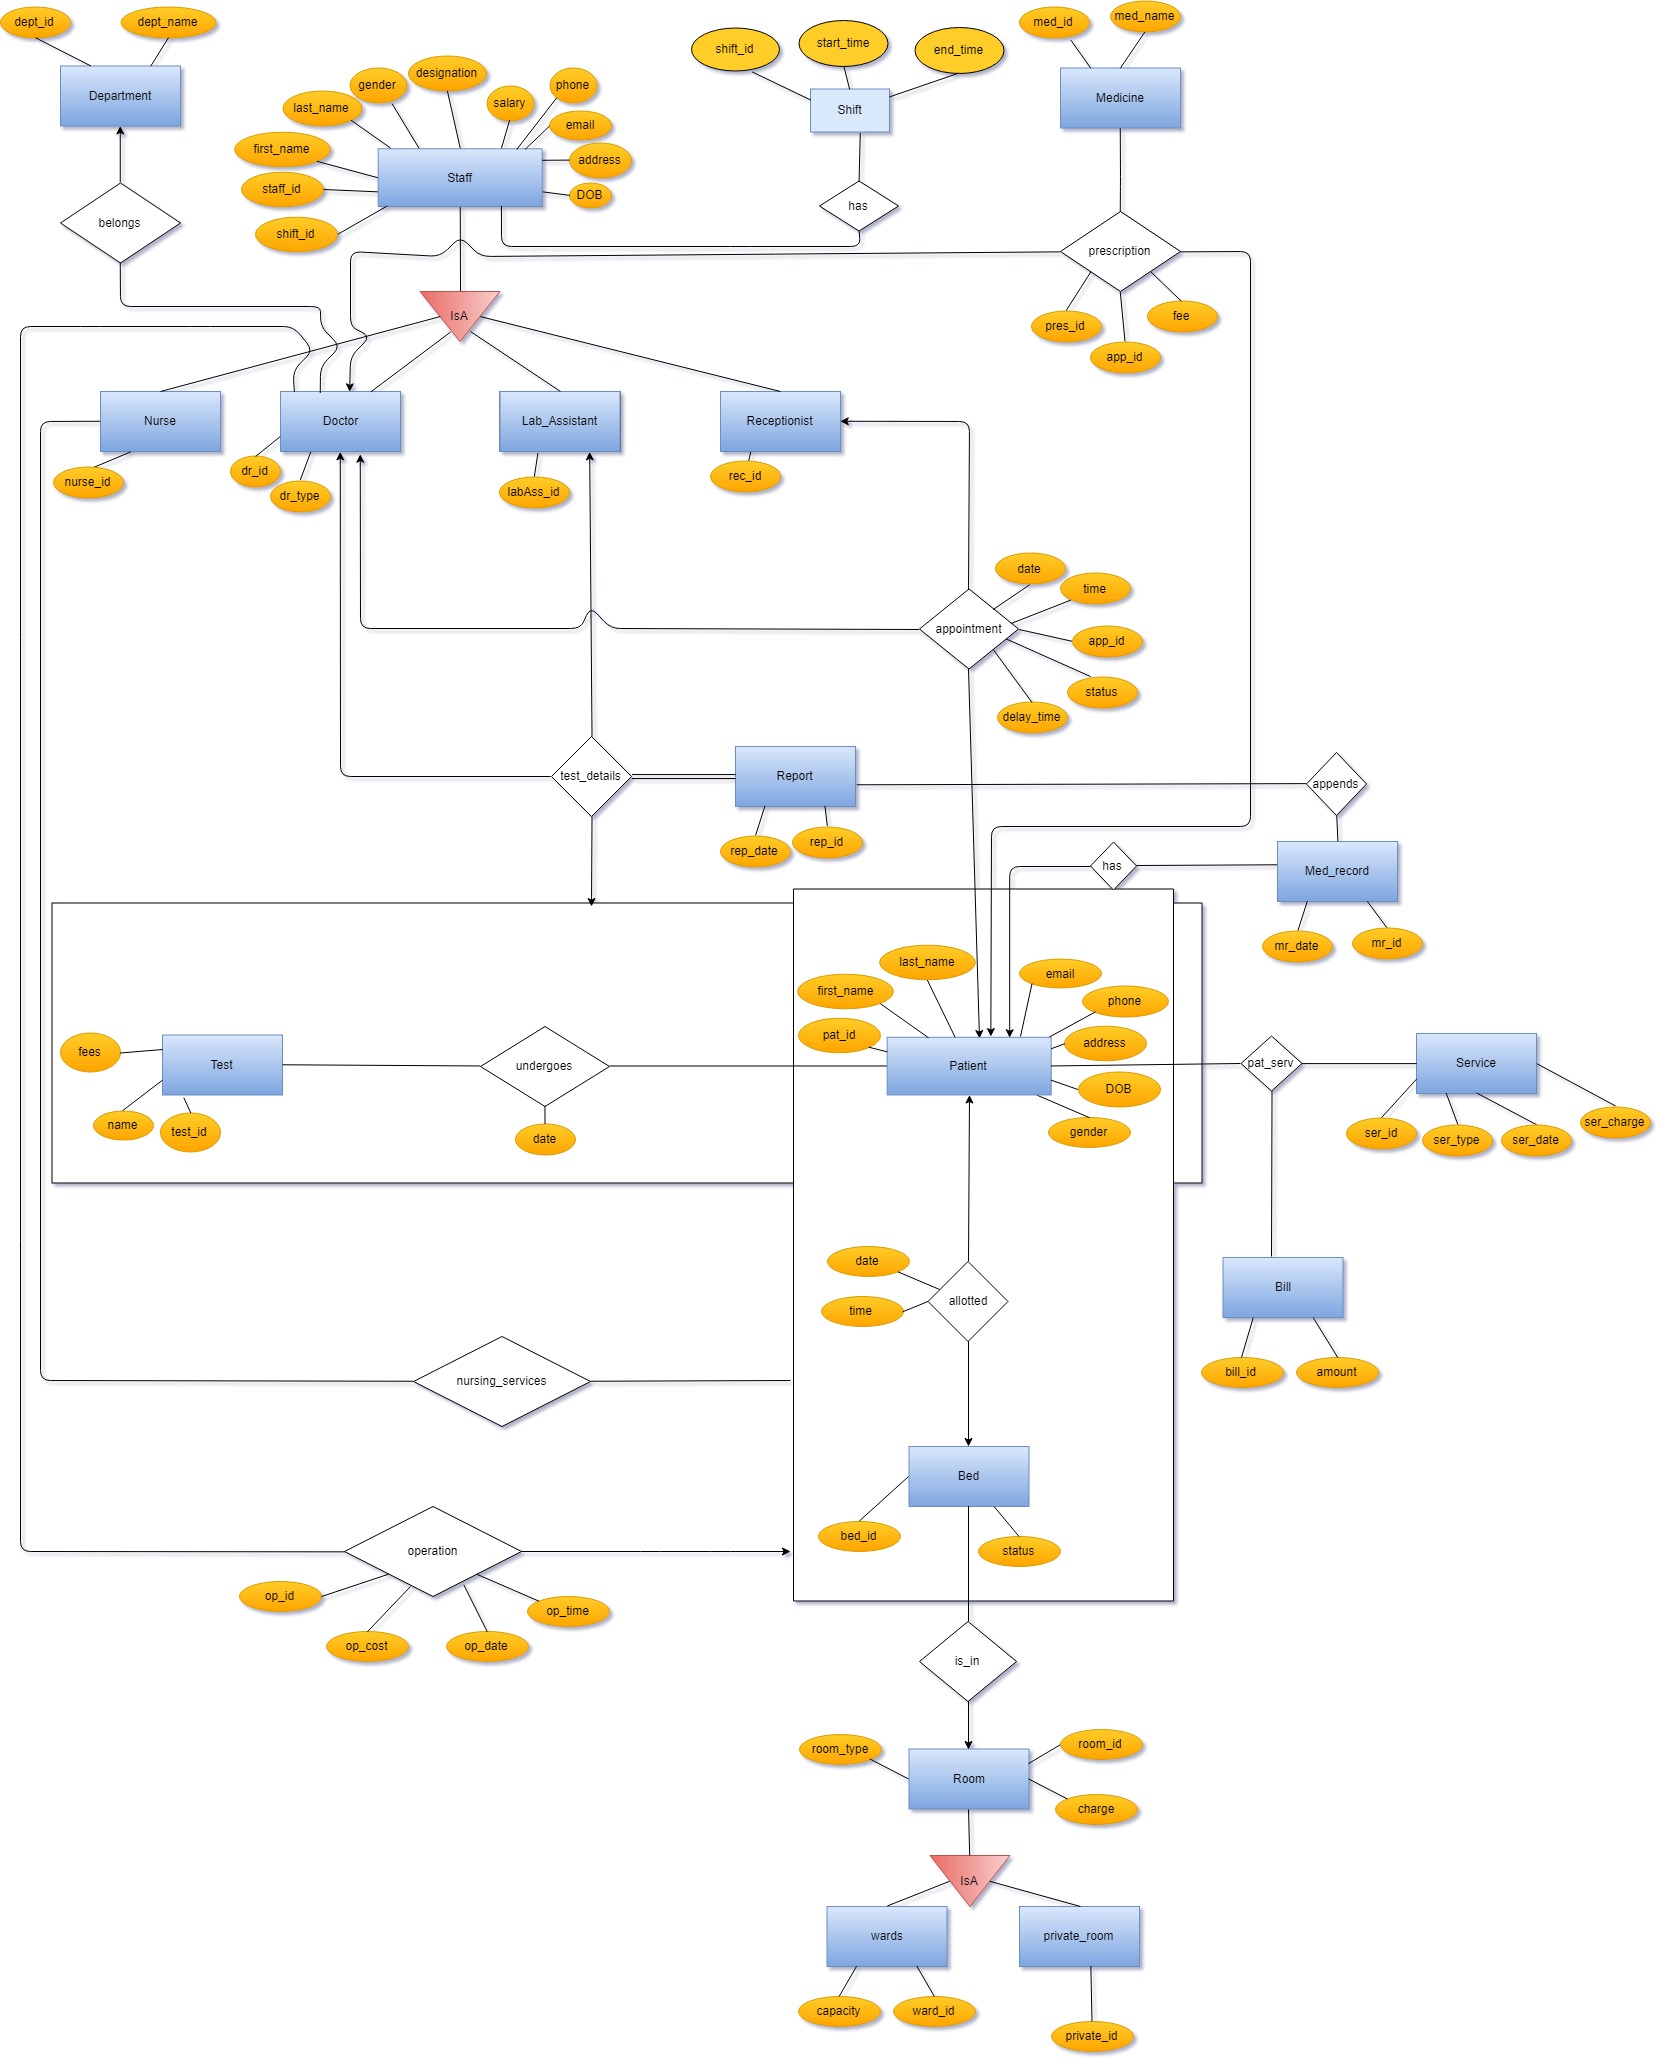 dept_id
dept_name
Department
belongs
gender
designation
last_name
salary
phone
email
first_name
address
staff_id
Staff
DOB
shift_id
shift_id
start_time
end_time
Shift
has
med_id
med_name
Medicine
prescription
pres_id
app_id
fee
IsA
Nurse
nurse_id
Doctor
dr_id
dr_type
Lab_Assistant
labAss_id
Receptionist
rec_id
date
time
appointment
app_id
status
delay_time
test_details
Report
rep_date
rep_id
appends
has
Med_record
mr_date
mr_id
last_name
first_name
email
phone
pat_id
address
Patient
DOB
gender
fees
Test
name
test_id
undergoes
date
pat_serv
Service
ser_id
ser_type
ser_date
ser_charge
Bill
bill_id
amount
date
time
allotted
nursing_services
Bed
bed_id
status
operation
op_id
op_cost
op_date
op_time
is_in
room_type
Room
room_id
charge
IsA
wards
private_room
capacity
ward_id
private_id